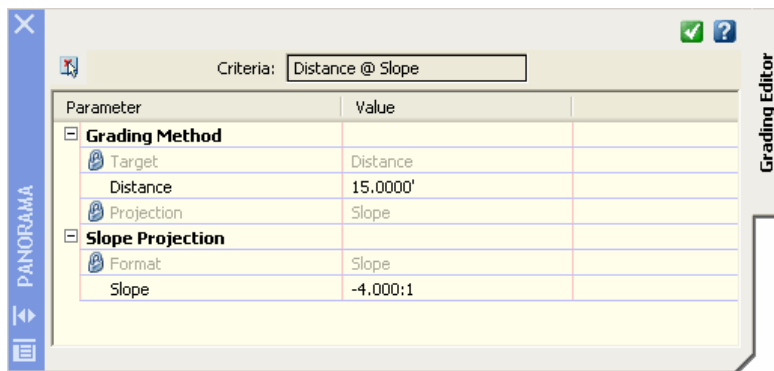 Criteria: Distance @ Slope
Parameter Value
Grading Method
Target Distance
Distance 15.0000'
Projection Slope
Slope Projection
Format Slope
Slope -4.000:1
PANORAMA
Grading Editor